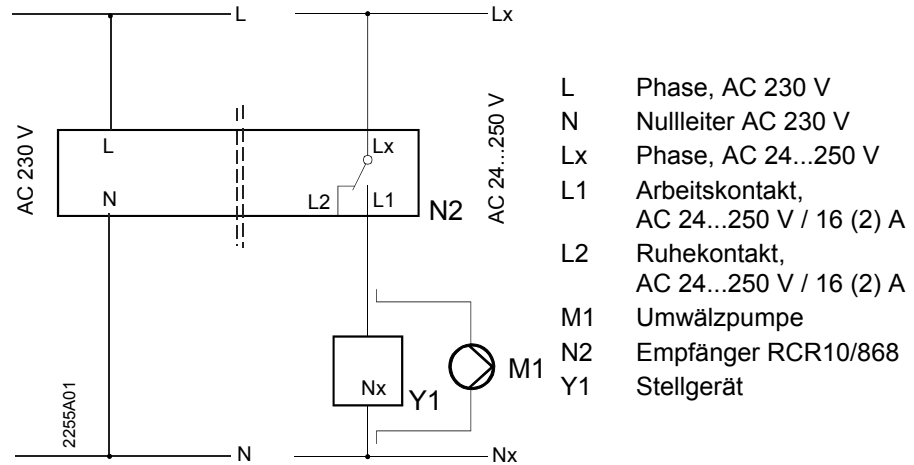 L
Lx
AC 230 V
L
N
Lx
L2
L1
N2
AC 24...250 V
Nx
Y1
M1
2255A01
N
Nx
L Phase, AC 230 V
N Nullleiter AC 230 V
Lx Phase, AC 24...250 V
L1 Arbeitskontakt,
AC 24...250 V / 16 (2) A
L2 Ruhekontakt,
AC 24...250 V / 16 (2) A
M1 Umwälzpumpe
N2 Empfänger RCR10/868
Y1 Stellgerät